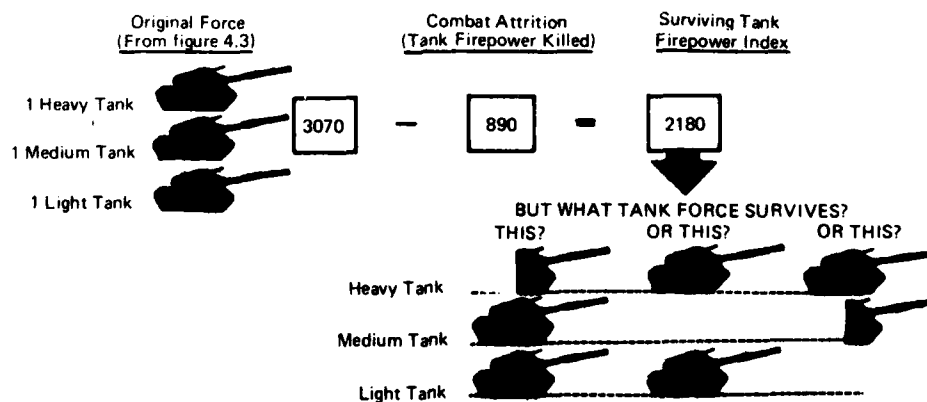 Original Force
(From figure 4.3)
Combat Attrition
(Tank Firepower Killed)
Surviving Tank
Firepower Index
1 Heavy Tank
1 Medium Tank
1 Light Tank
3070
–
890
=
2180
BUT WHAT TANK FORCE SURVIVES?
THIS? OR THIS? OR THIS?
Heavy Tank
Medium Tank
Light Tank